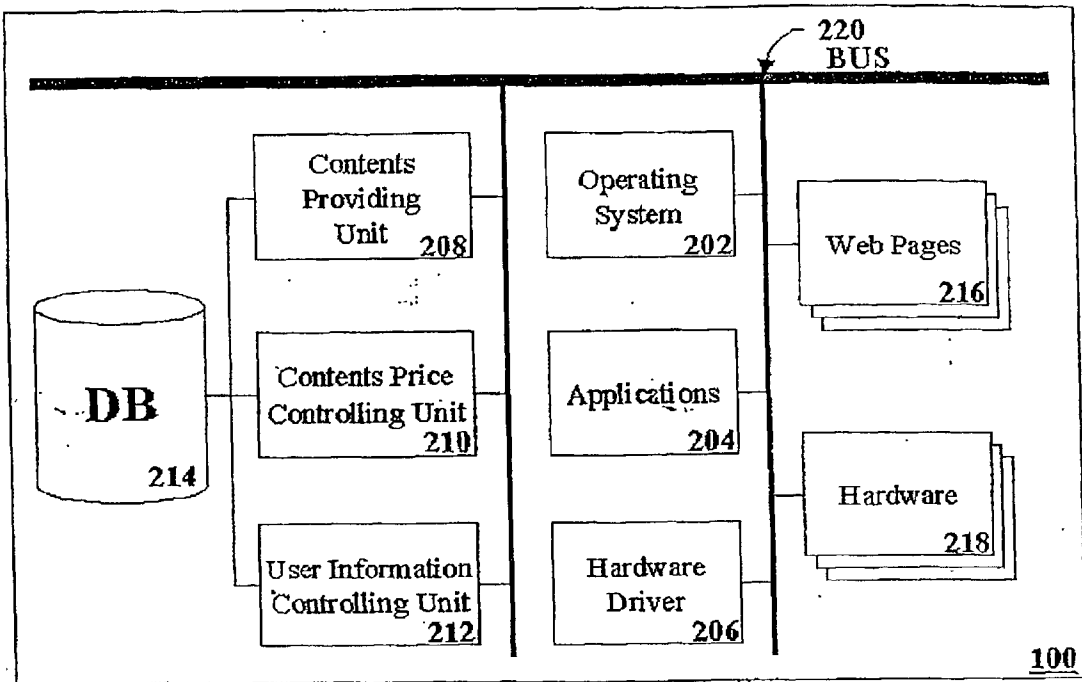 220
BUS
Contents
Providing
Unit
208
Operating
System
202
Web Pages
216
DB
214
Contents Price
Controlling Unit
210
Applications
204
Hardware
218
User Information
Controlling Unit
212
Hardware
Driver
206
100